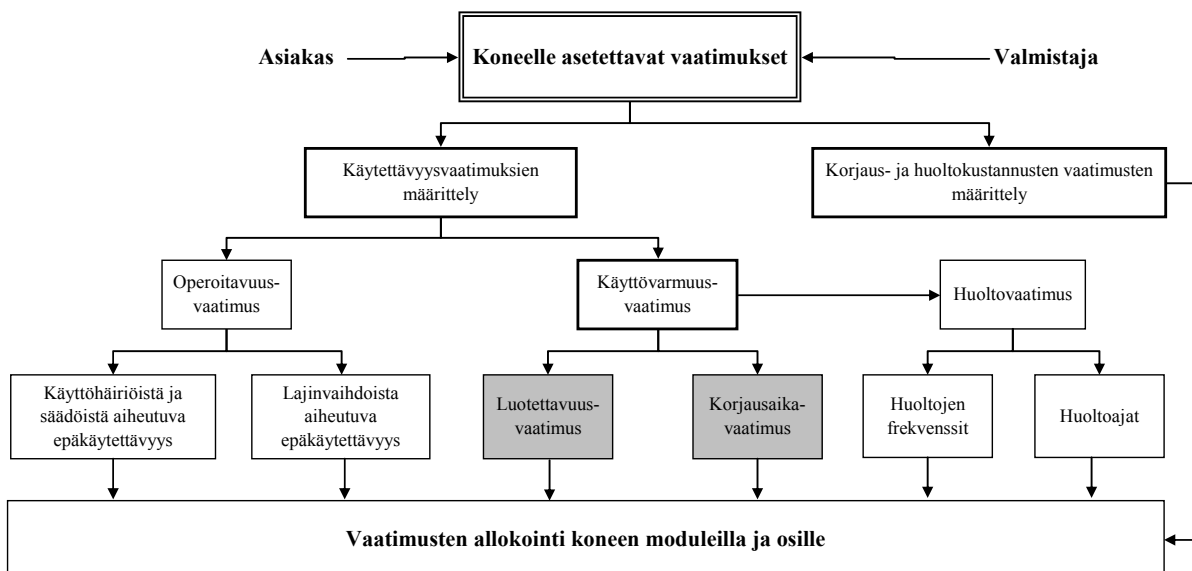 Asiakas
Koneelle asetettavat vaatimukset
Valmistaja
Käytettävyysvaatimuksien
määrittely
Korjaus- ja huoltokustannusten vaatimusten
määrittely
Operoitavuus-
vaatimus
Käyttövarmuus-
vaatimus
Huoltovaatimus
Käyttöhäiriöistä ja
säädöistä aiheutuva
epäkäytettävyys
Lajinvaihdoista
aiheutuva
epäkäytettävyys
Luotettavuus-
vaatimus
Korjausaika-
vaatimus
Huoltojen
frekvenssit
Huoltoajat
Vaatimusten allokointi koneen moduleilla ja osille